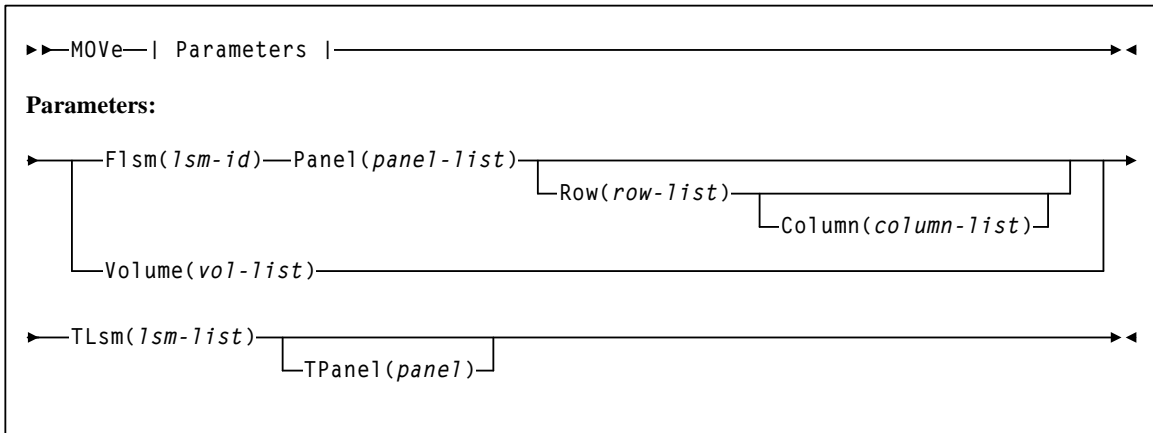 MOVe | Parameters |
Parameters:
Flsm(lsm-id) Panel(panel-list)
Row(row-list)
Column(column-list)
Volume(vol-list)
TLsm(lsm-list)
TPanel(panel)